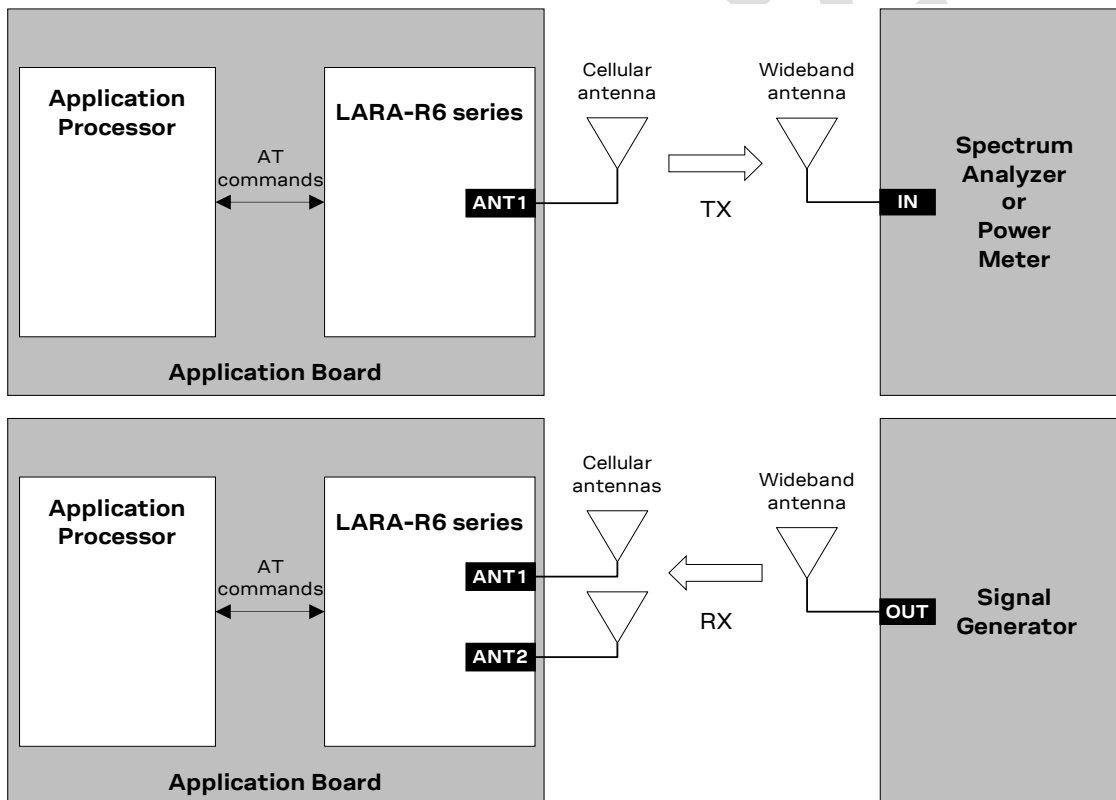 Application
Processor
AT
commands
LARA-R6 series
ANT1
Application Board
Cellular
antenna
TX
Wideband
antenna
IN
Spectrum
Analyzer
or
Power
Meter
Application
Processor
AT
commands
LARA-R6 series
ANT1
ANT2
Application Board
Cellular
antennas
RX
Wideband
antenna
OUT
Signal
Generator